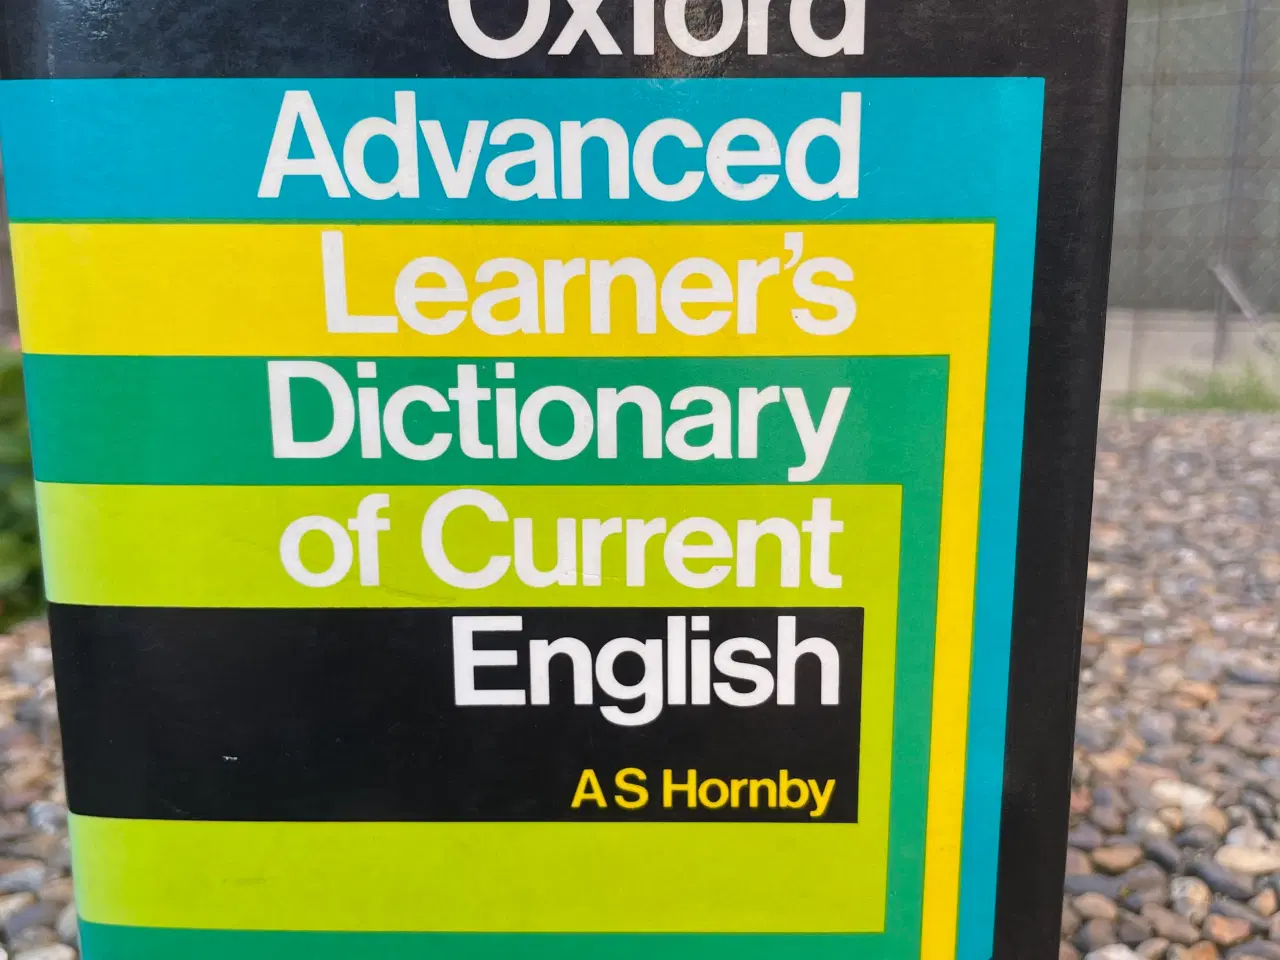 Oxford
Advanced
Learner's
Dictionary
of Current
English
A S Hornby